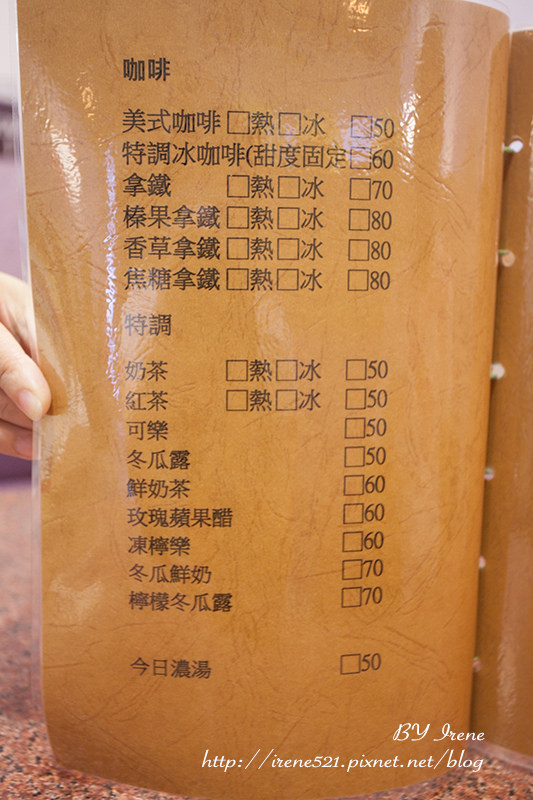 咖啡
美式咖啡 □熱□冰 □50
特調冰咖啡(甜度固定 □60
拿鐵 □熱□冰 □70
榛果拿鐵 □熱□冰 □80
香草拿鐵 □熱□冰 □80
焦糖拿鐵 □熱□冰 □80
特調
奶茶 □熱□冰 □50
紅茶 □熱□冰 □50
可樂 □50
冬瓜露 □50
鮮奶茶 □60
玫瑰蘋果醋 □60
凍檸樂 □60
冬瓜鮮奶 □70
檸檬冬瓜露 □70
今日濃湯 □50
BY Irene
http://irene521.pixnet.net/blog